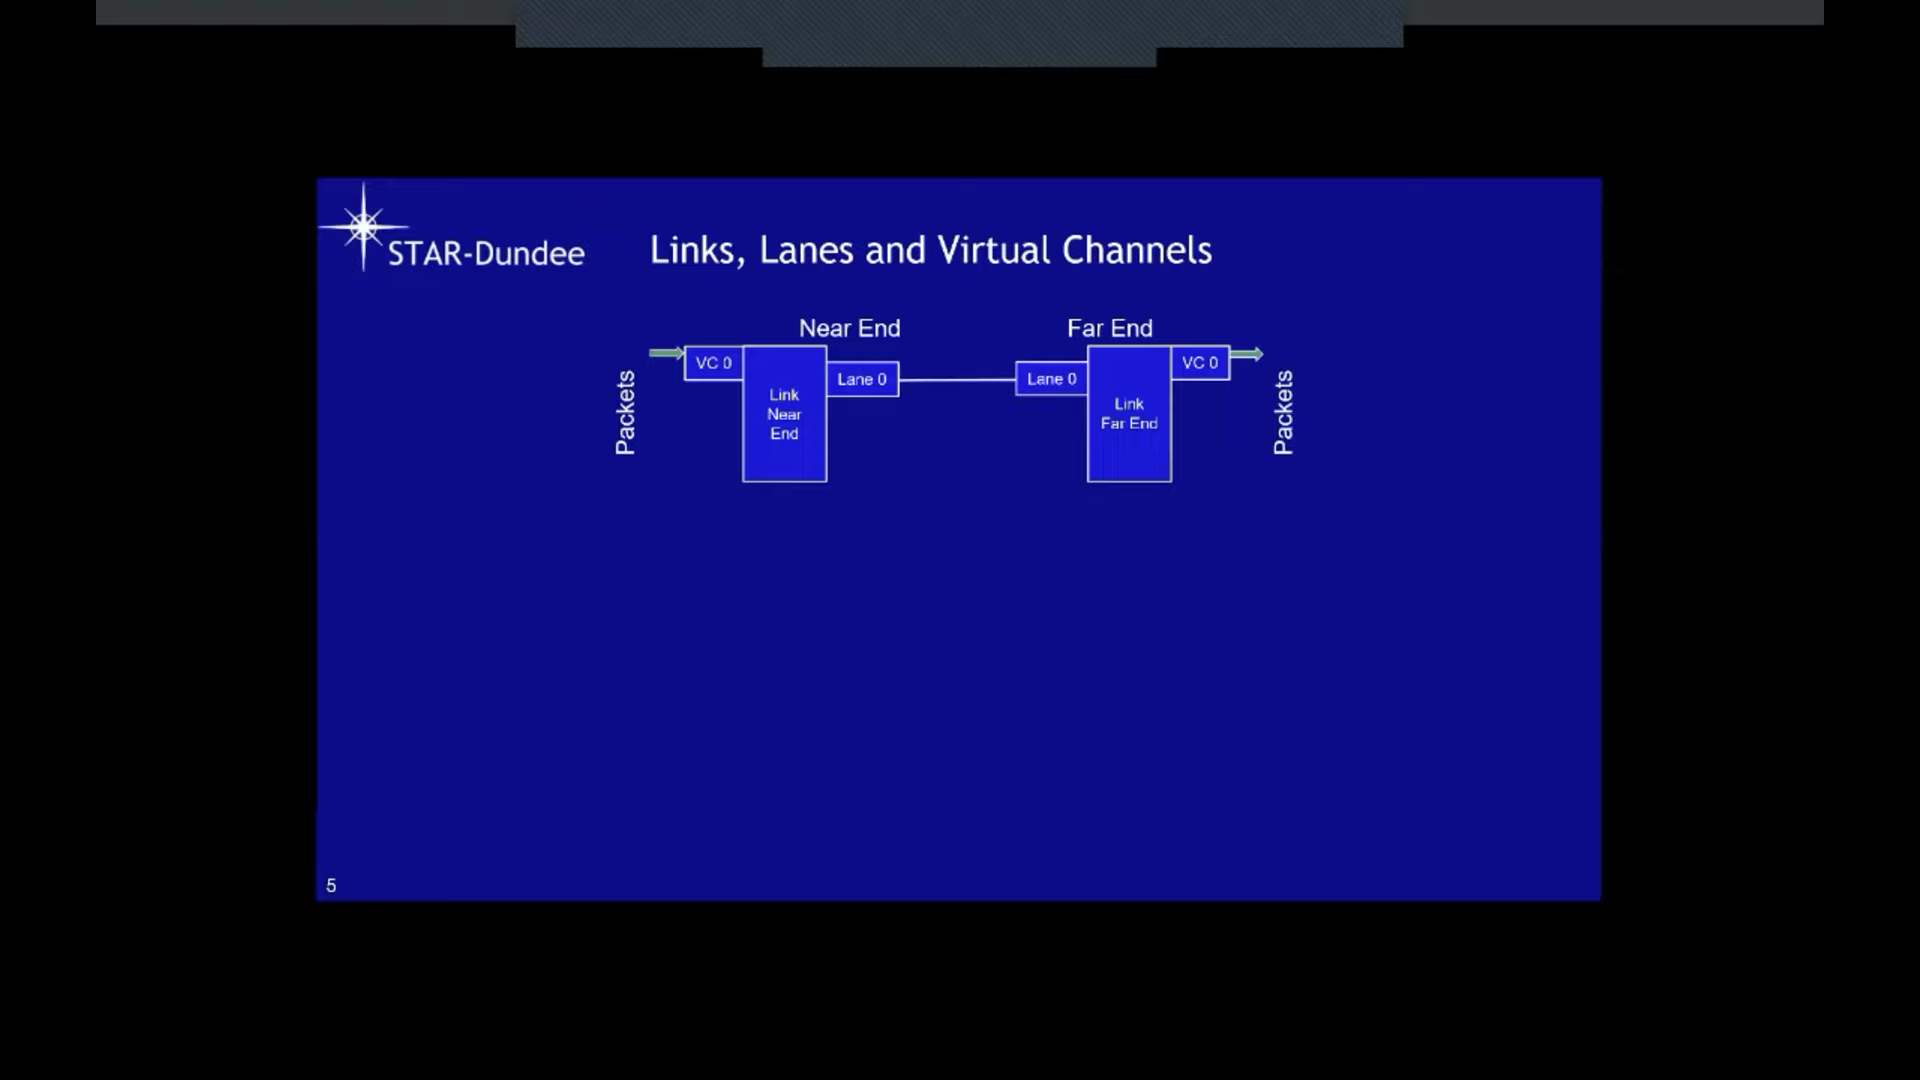 STAR-Dundee
Links, Lanes and Virtual Channels
Near End
Far End
Packets
VC 0
Link
Near
End
Lane 0
Lane 0
Link
Far End
VC 0
Packets
5